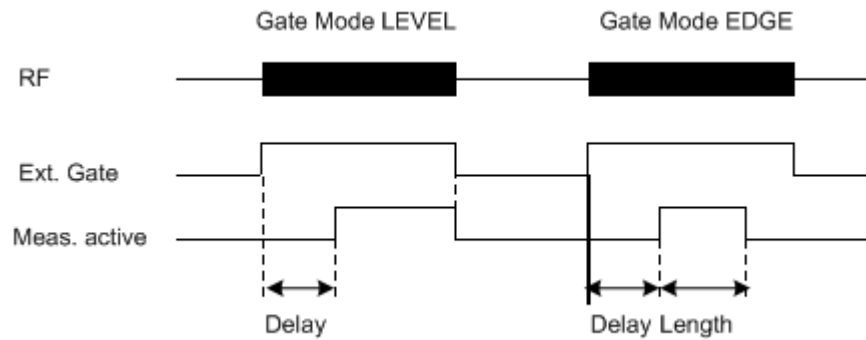 Gate Mode LEVEL Gate Mode EDGE
RF
Ext. Gate
Meas. active
Delay Delay Length